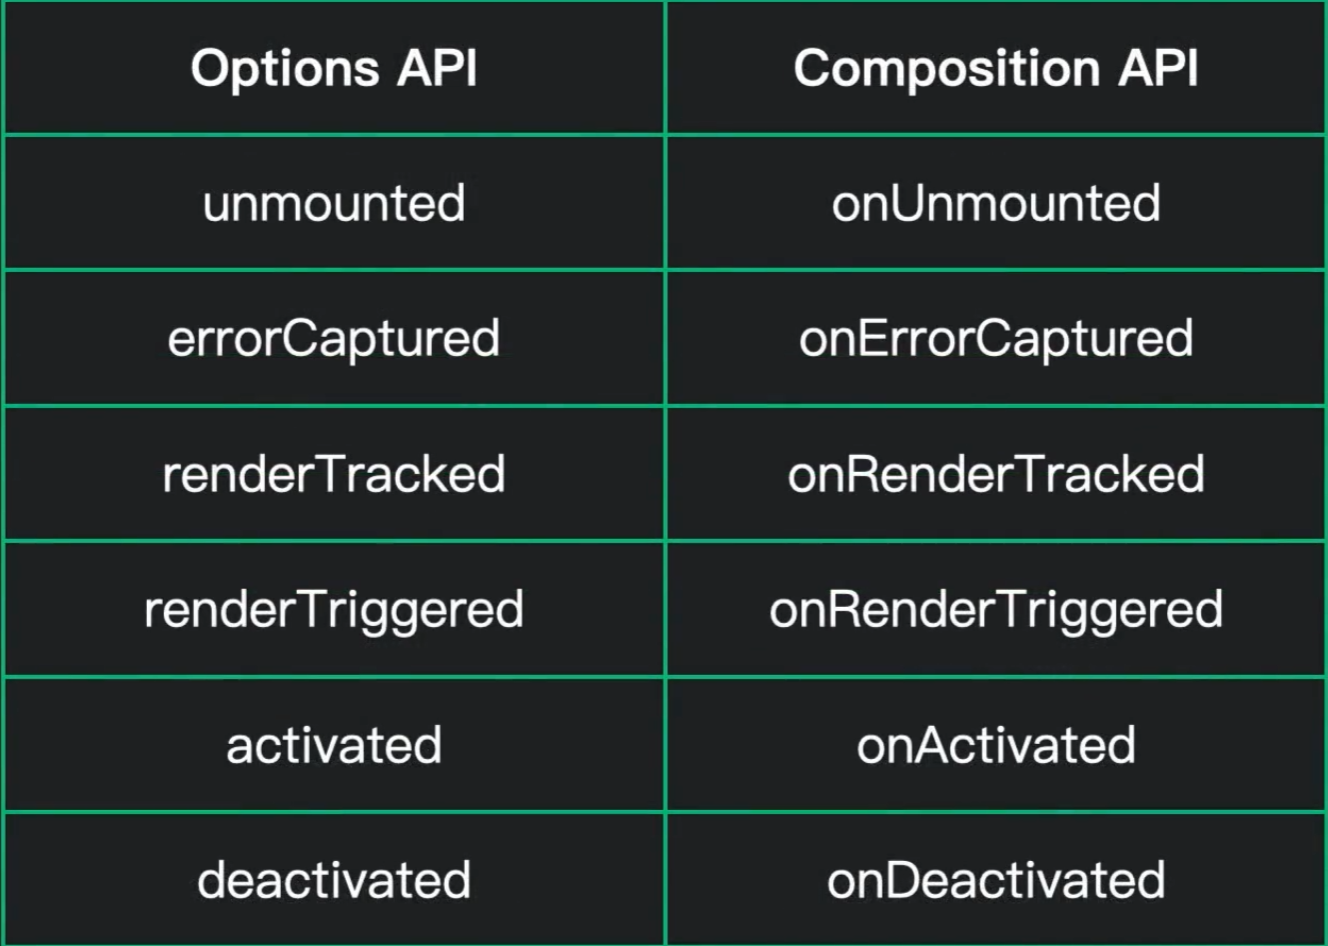 Options API Composition API
unmounted onUnmounted
errorCaptured onErrorCaptured
renderTracked onRenderTracked
renderTriggered onRenderTriggered
activated onActivated
deactivated onDeactivated